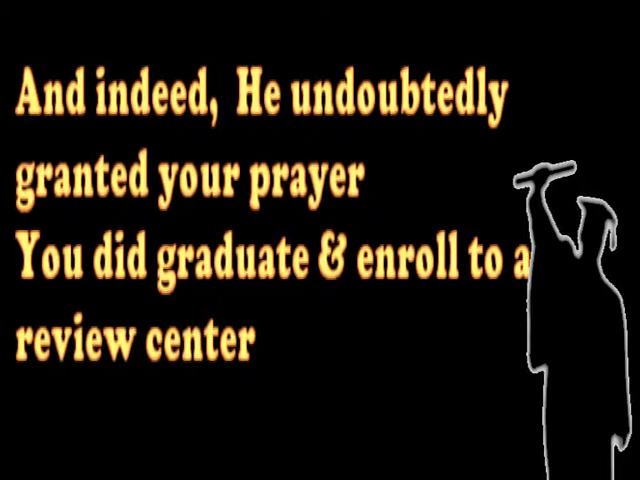 And indeed, He undoubtedly
granted your prayer
You did graduate & enroll to a
review center